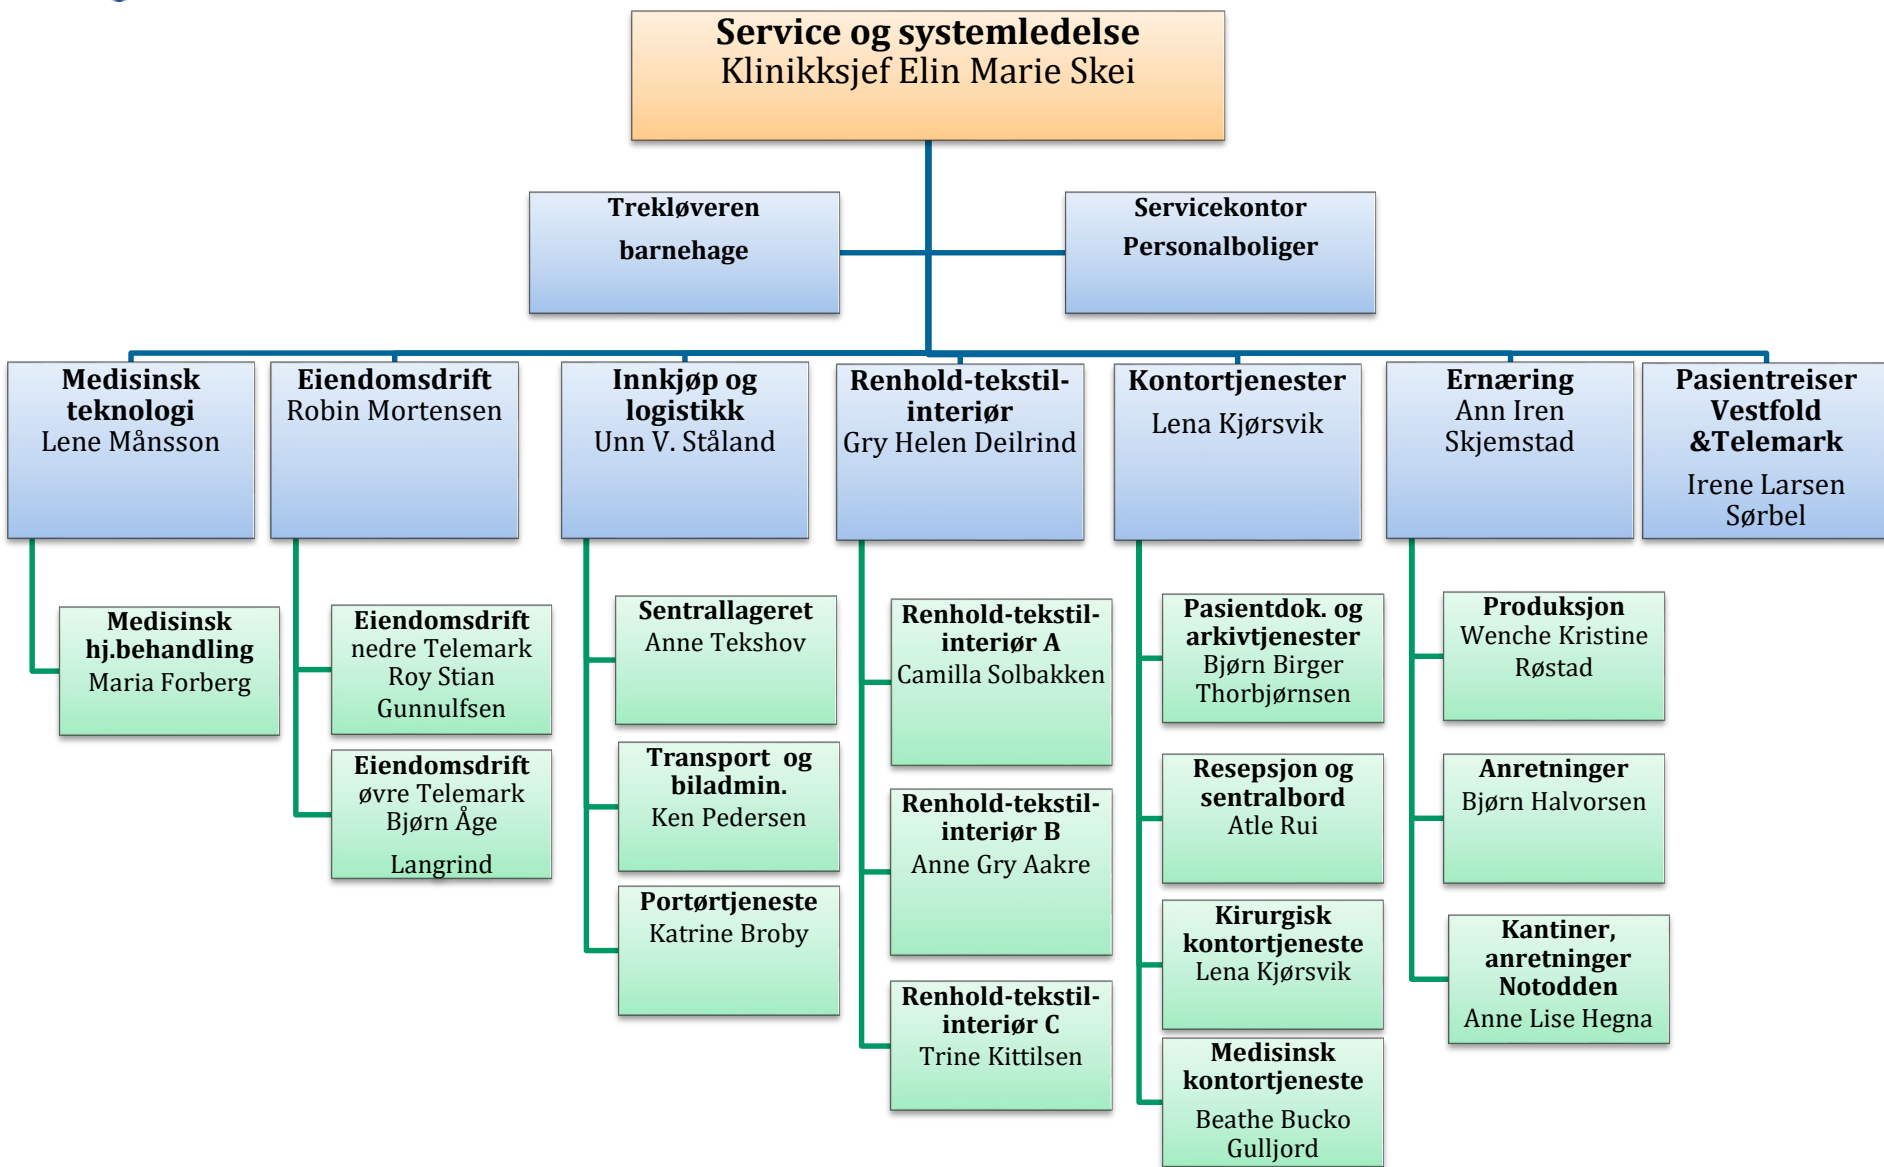 Service og systemledelse
Klinikksjef Elin Marie Skei
Trekløveren
barnehage
Servicekontor
Personalboliger
Medisinsk
teknologi
Lene Månsson
Eiendomsdrift
Robin Mortensen
Innkjøp og
logistikk
Unn V. Ståland
Renhold-tekstil-
interiør
Gry Helen Deilrind
Kontortjenester
Lena Kjørsvik
Ernæring
Ann Iren
Skjemstad
Pasientreiser
Vestfold
&Telemark
Irene Larsen
Sørbel
Medisinsk
hj.behandling
Maria Forberg
Eiendomsdrift
nedre Telemark
Roy Stian
Gunnulfsen
Eiendomsdrift
øvre Telemark
Bjørn Åge
Langrind
Sentrallageret
Anne Tekshov
Transport og
biladmin.
Ken Pedersen
Portørtjeneste
Katrine Broby
Renhold-tekstil-
interiør A
Camilla Solbakken
Renhold-tekstil-
interiør B
Anne Gry Aakre
Renhold-tekstil-
interiør C
Trine Kittilsen
Pasientdok. og
arkivtjenester
Bjørn Birger
Thorbjørnsen
Resepsjon og
sentralbord
Atle Rui
Kirurgisk
kontortjeneste
Lena Kjørsvik
Medisinsk
kontortjeneste
Beathe Bucko
Gulljord
Produksjon
Wenche Kristine
Røstad
Anretninger
Bjørn Halvorsen
Kantiner,
anretninger
Notodden
Anne Lise Hegna